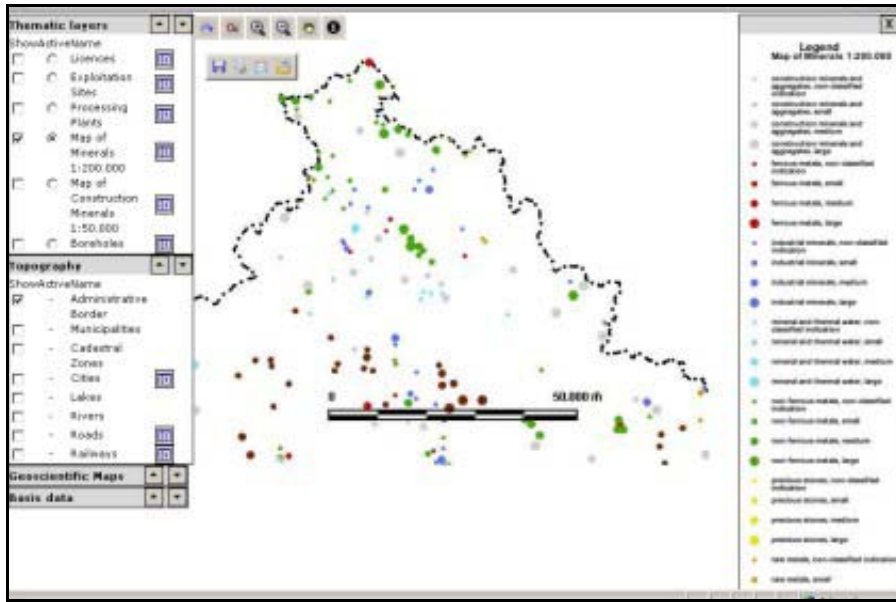 Thematic layers
ShowActiveName
Licences
Exploitation
Sites
Processing
Plants
Map of
Minerals
1:200.000
Map of
Construction
Minerals
1:50.000
Boreholes
Topography
ShowActiveName
Administrative
Border
Municipalities
Cadastral
Zones
Cities
Lakes
Rivers
Roads
Railways
Geoscientific Maps
Basis data
0
50.000 m
X
Legend
Map of Minerals 1:200.000
construction minerals and
aggregates, non-classified
indication
construction minerals and
aggregates, small
construction minerals and
aggregates, medium
construction minerals and
aggregates, large
ferrous metals, non-classified
indication
ferrous metals, small
ferrous metals, medium
ferrous metals, large
industrial minerals, non-classified
indication
industrial minerals, small
industrial minerals, medium
industrial minerals, large
mineral and thermal water, non-
classified indication
mineral and thermal water, small
mineral and thermal water, medium
mineral and thermal water, large
non-ferrous metals, non-classified
indication
non-ferrous metals, small
non-ferrous metals, medium
non-ferrous metals, large
precious stones, non-classified
indication
precious stones, small
precious stones, medium
precious stones, large
rare metals, non-classified indication
rare metals, small